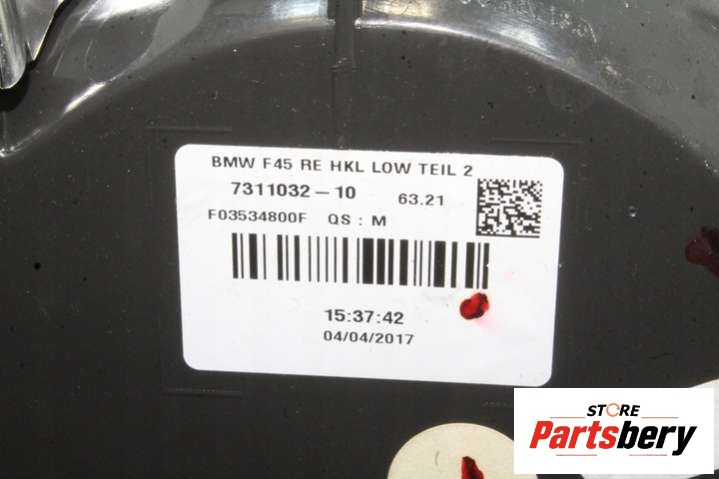 BMW F45 RE HKL LOW TEIL 2
7311032-10 63.21
F03534800F QS : M
15:37:42
04/04/2017
STORE
Partsbery